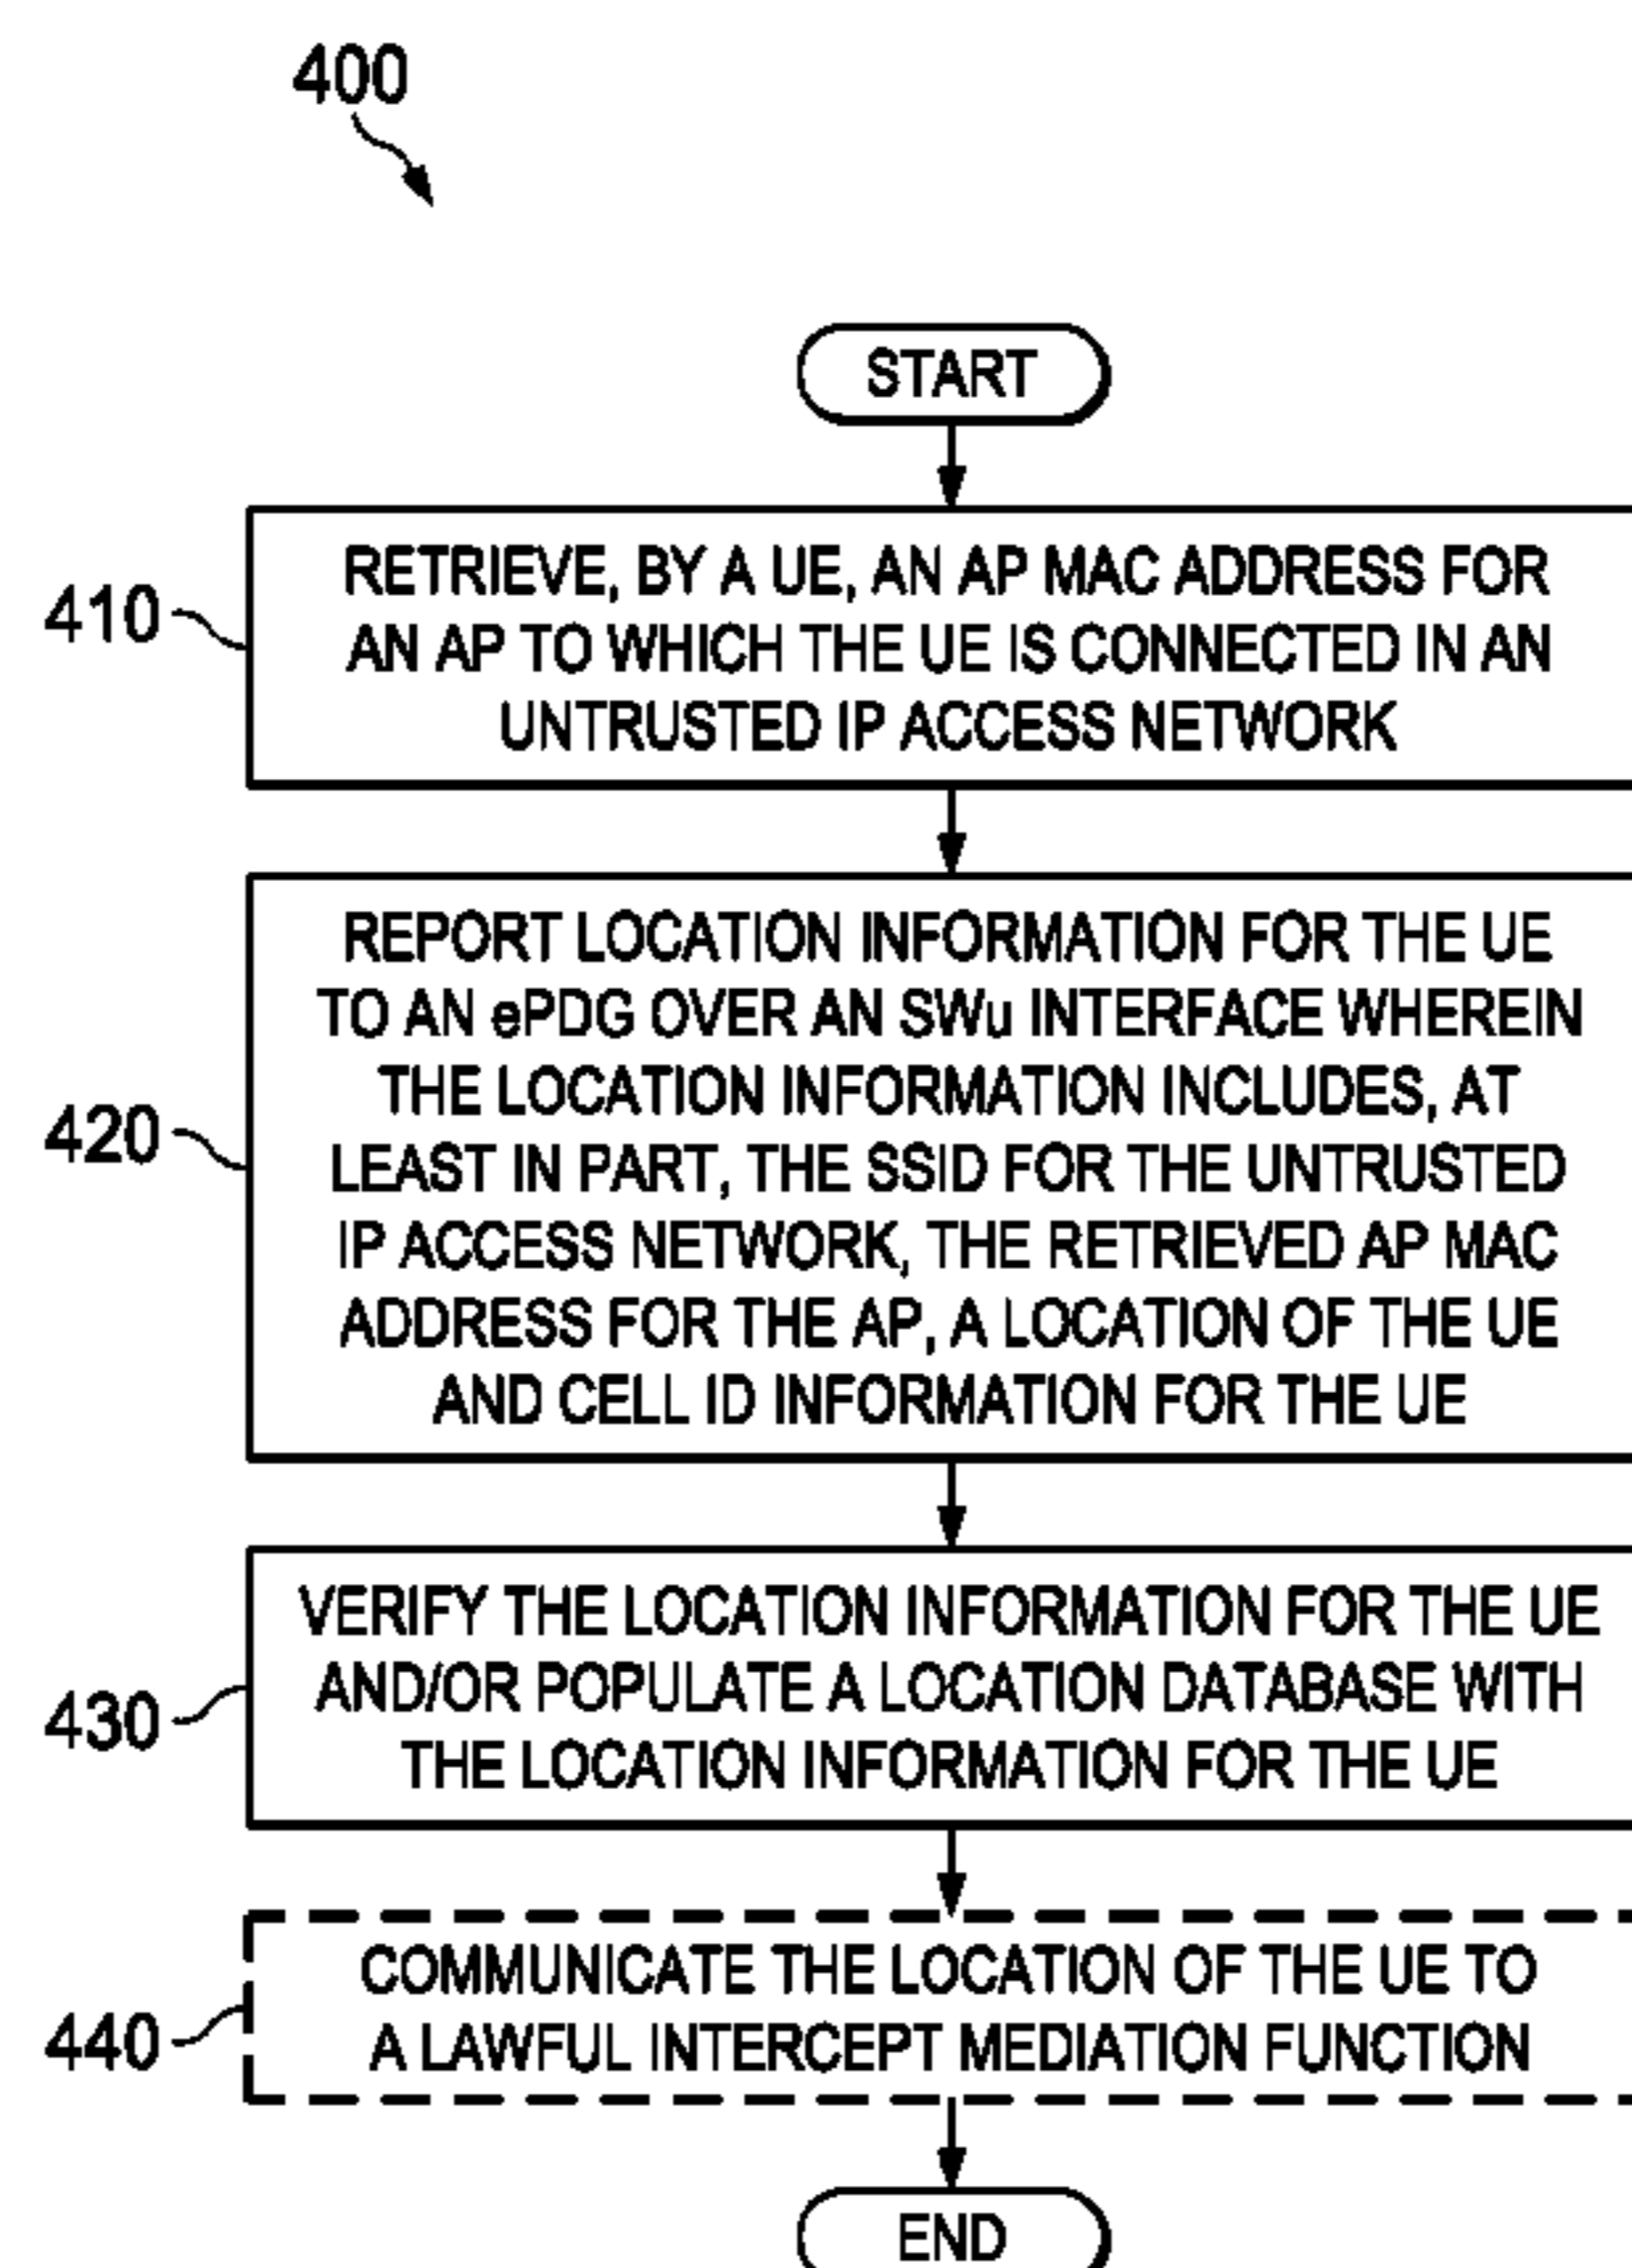 400
START
410
RETRIEVE, BY A UE, AN AP MAC ADDRESS FOR
AN AP TO WHICH THE UE IS CONNECTED IN AN
UNTRUSTED IP ACCESS NETWORK
420
REPORT LOCATION INFORMATION FOR THE UE
TO AN ePDG OVER AN SWu INTERFACE WHEREIN
THE LOCATION INFORMATION INCLUDES, AT
LEAST IN PART, THE SSID FOR THE UNTRUSTED
IP ACCESS NETWORK, THE RETRIEVED AP MAC
ADDRESS FOR THE AP, A LOCATION OF THE UE
AND CELL ID INFORMATION FOR THE UE
430
VERIFY THE LOCATION INFORMATION FOR THE UE
AND/OR POPULATE A LOCATION DATABASE WITH
THE LOCATION INFORMATION FOR THE UE
440
COMMUNICATE THE LOCATION OF THE UE TO
A LAWFUL INTERCEPT MEDIATION FUNCTION
END